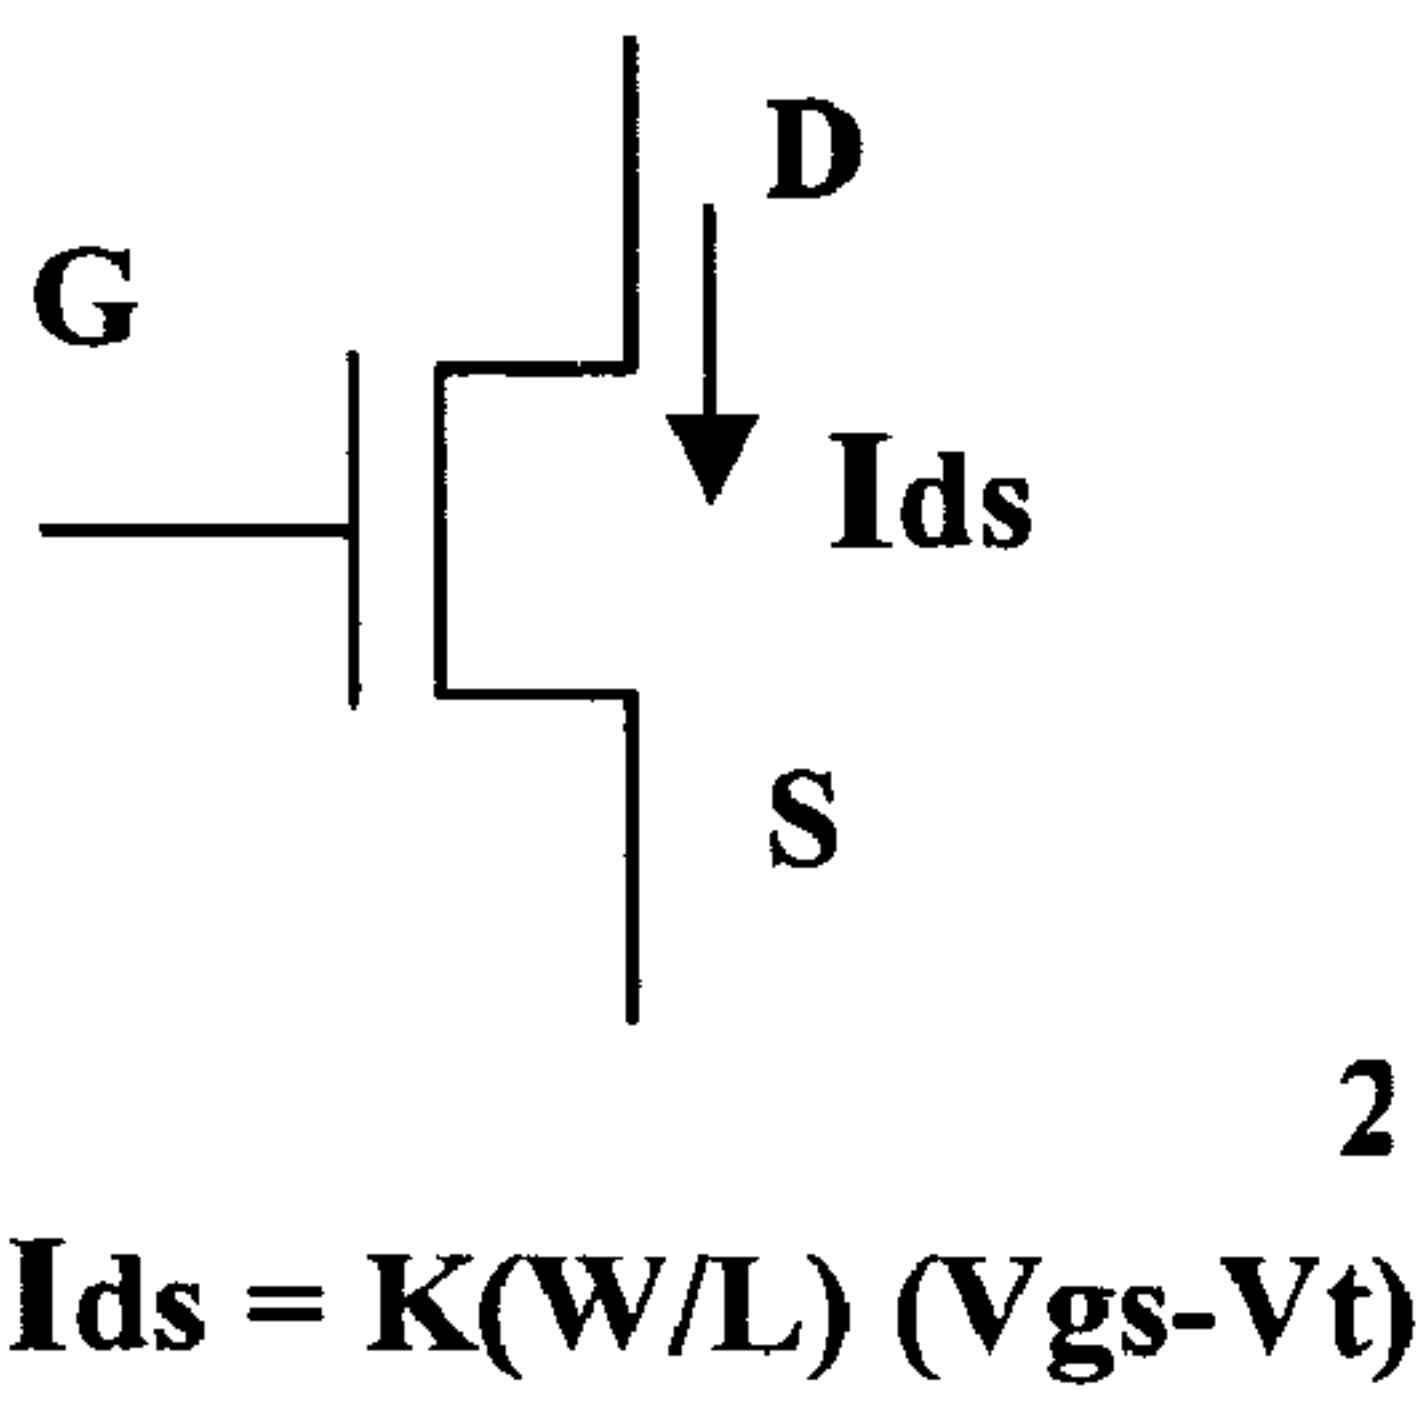 D
G
Ids
S
2
Ids = K(W/L) (Vgs-Vt)